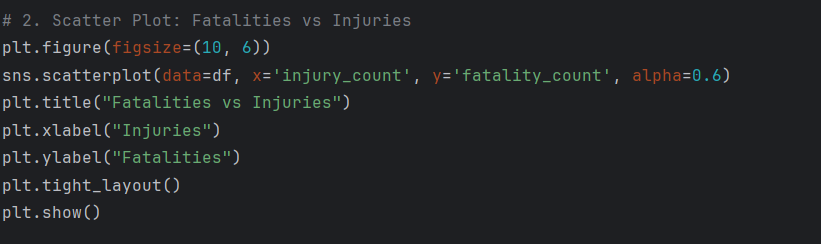 # 2. Scatter Plot: Fatalities vs Injuries
plt.figure(figsize=(10, 6))
sns.scatterplot(data=df, x='injury_count', y='fatality_count', alpha=0.6)
plt.title("Fatalities vs Injuries")
plt.xlabel("Injuries")
plt.ylabel("Fatalities")
plt.tight_layout()
plt.show()